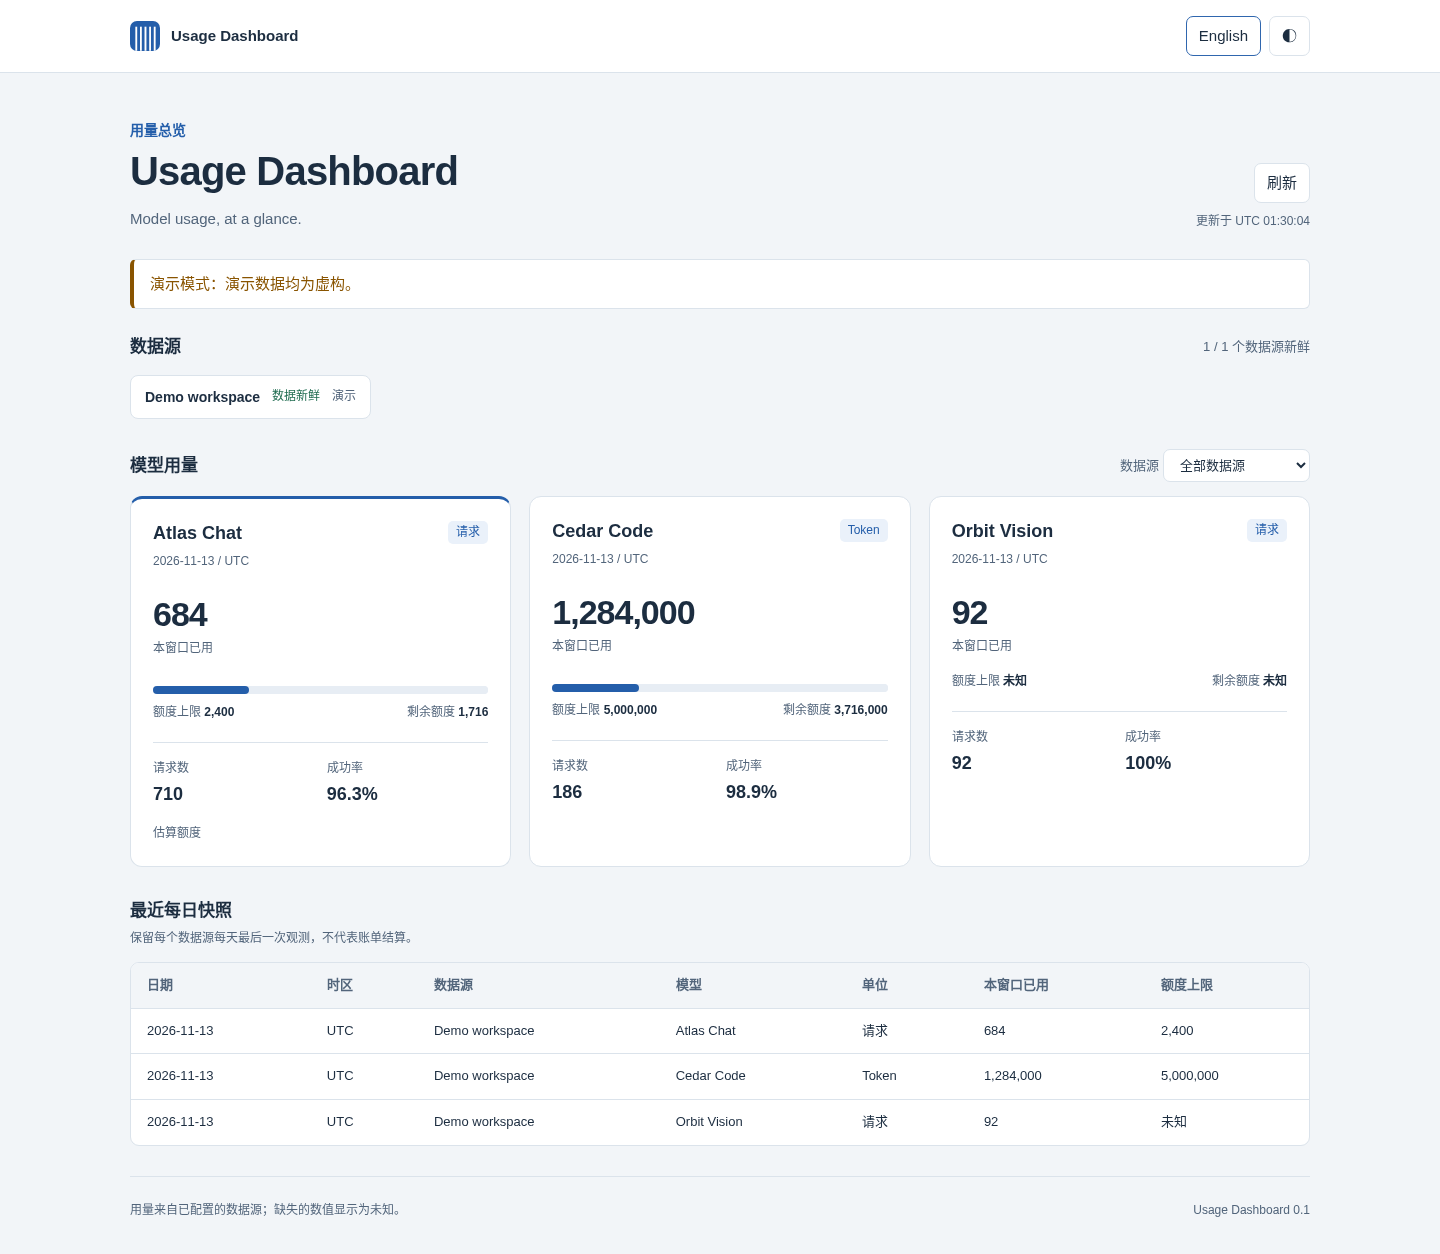 Usage Dashboard
English
用量总览
Usage Dashboard
Model usage, at a glance.
刷新
更新于 UTC 01:30:04
演示模式：演示数据均为虚构。
数据源
1 / 1 个数据源新鲜
Demo workspace 数据新鲜 演示
模型用量
数据源 全部数据源
Atlas Chat 请求
2026-11-13 / UTC
684
本窗口已用
额度上限 2,400 剩余额度 1,716
请求数 成功率
710 96.3%
估算额度
Cedar Code Token
2026-11-13 / UTC
1,284,000
本窗口已用
额度上限 5,000,000 剩余额度 3,716,000
请求数 成功率
186 98.9%
Orbit Vision 请求
2026-11-13 / UTC
92
本窗口已用
额度上限 未知 剩余额度 未知
请求数 成功率
92 100%
最近每日快照
保留每个数据源每天最后一次观测，不代表账单结算。
日期 时区 数据源 模型 单位 本窗口已用 额度上限
2026-11-13 UTC Demo workspace Atlas Chat 请求 684 2,400
2026-11-13 UTC Demo workspace Cedar Code Token 1,284,000 5,000,000
2026-11-13 UTC Demo workspace Orbit Vision 请求 92 未知
用量来自已配置的数据源；缺失的数值显示为未知。
Usage Dashboard 0.1